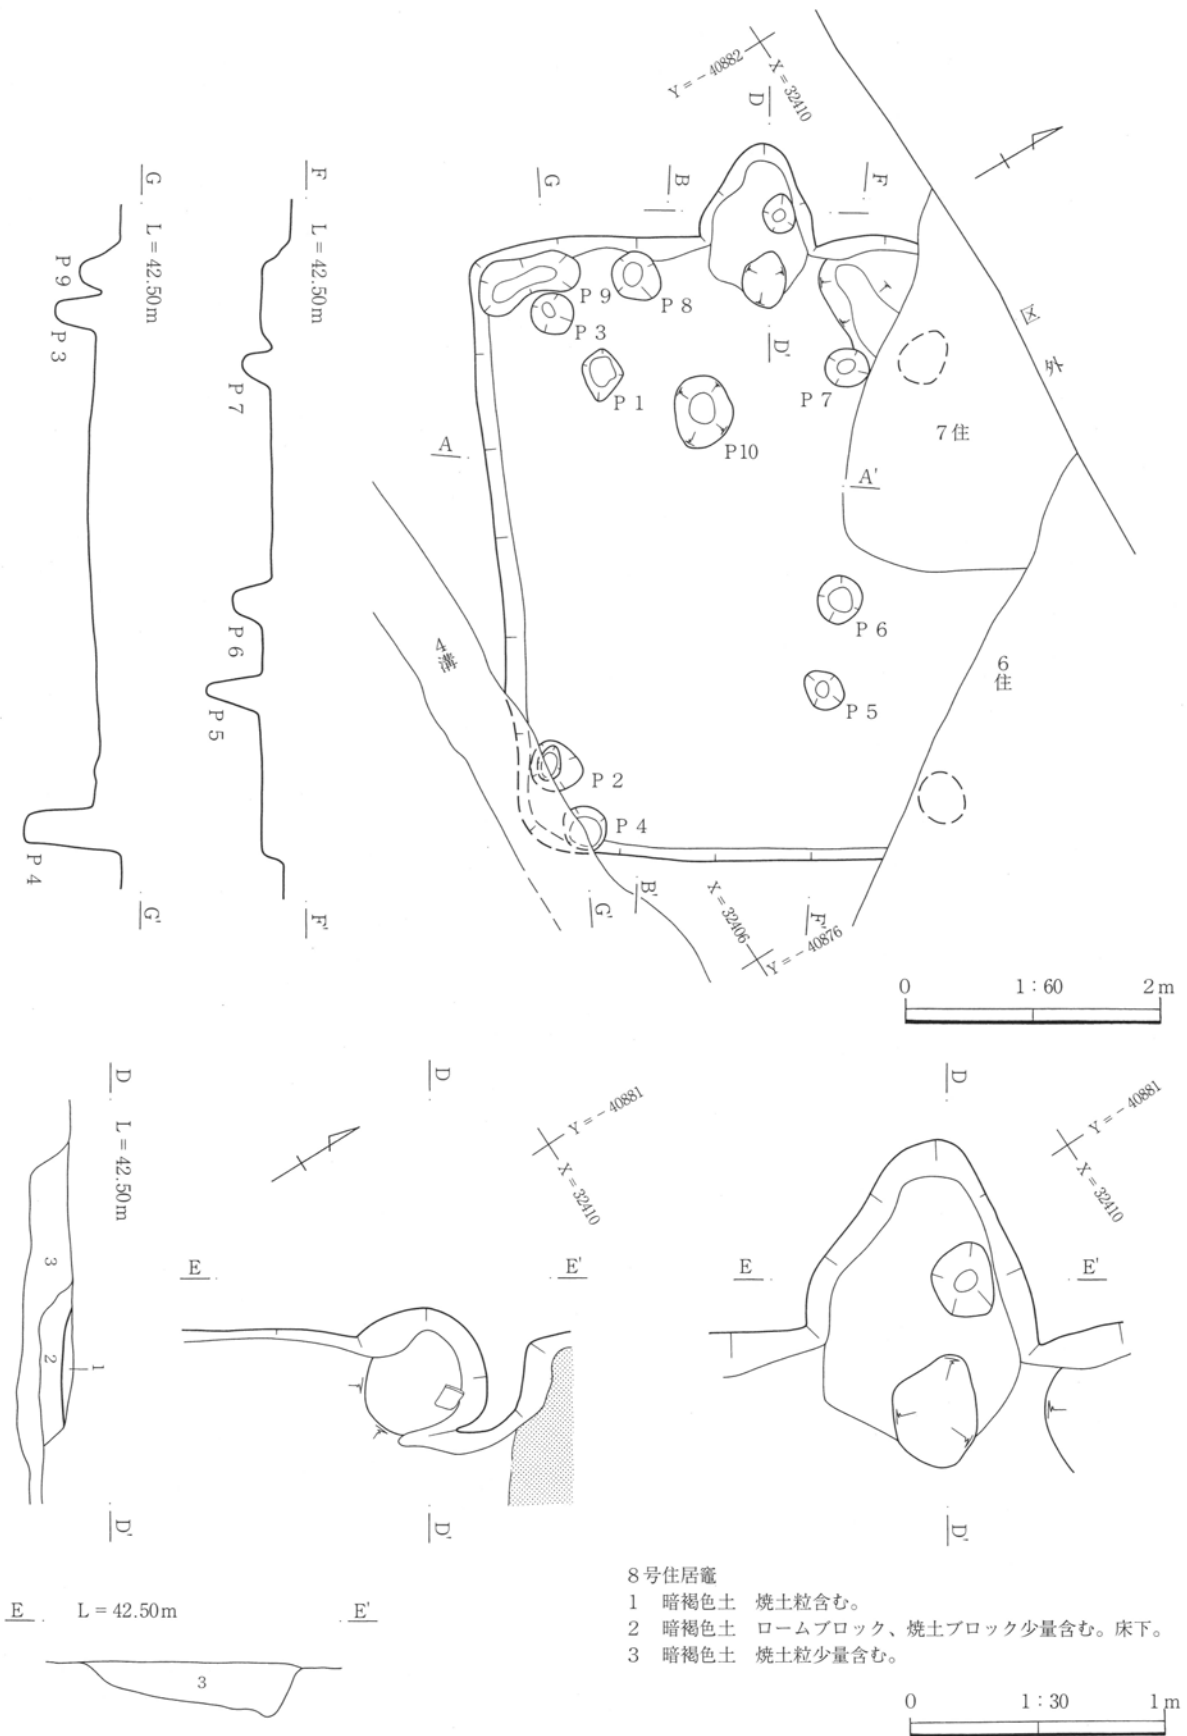 Y＝－40882
X＝32410
D
G
B
F
P 9
P 8
P 3
P 1
P10
D'
P 7
7住
区外
A
A'
P 6
P 5
6住
4溝
P 2
P 4
B'
G'
F'
X＝32406
Y＝－40876
G
L＝42.50m
P 9
P 3
P 4
G'
F
L＝42.50m
P 7
P 6
P 5
F'
0 1：60 2m
D
L＝42.50m
3
2
1
D'
D
Y＝－40881
X＝32410
E
E'
D'
D
Y＝－40881
X＝32410
E
E'
D'
E L＝42.50m E'
3
8号住居竈
1 暗褐色土 焼土粒含む。
2 暗褐色土 ロームブロック、焼土ブロック少量含む。床下。
3 暗褐色土 焼土粒少量含む。
0 1：30 1m